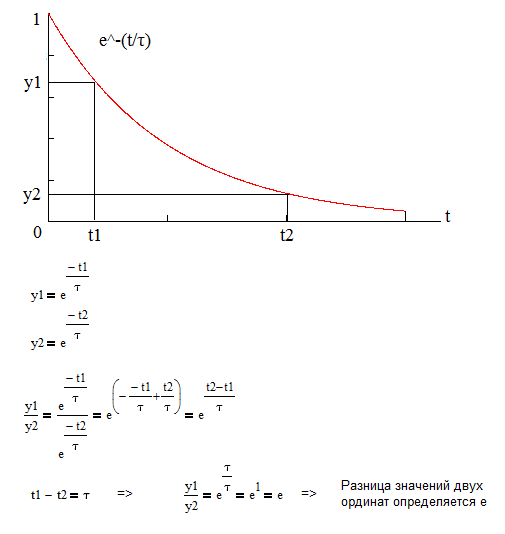 1
e^-(t/τ)
y1
y2
0
t1
t2
t
y1 = e^(-t1/τ)
y2 = e^(-t2/τ)
y1/y2 = e^(-t1/τ)/e^(-t2/τ) = e^(- -t1/τ + t2/τ) = e^((t2-t1)/τ)
t1 - t2 = τ => y1/y2 = e^(τ/τ) = e^1 = e => Разница значений двух
ординат определяется e